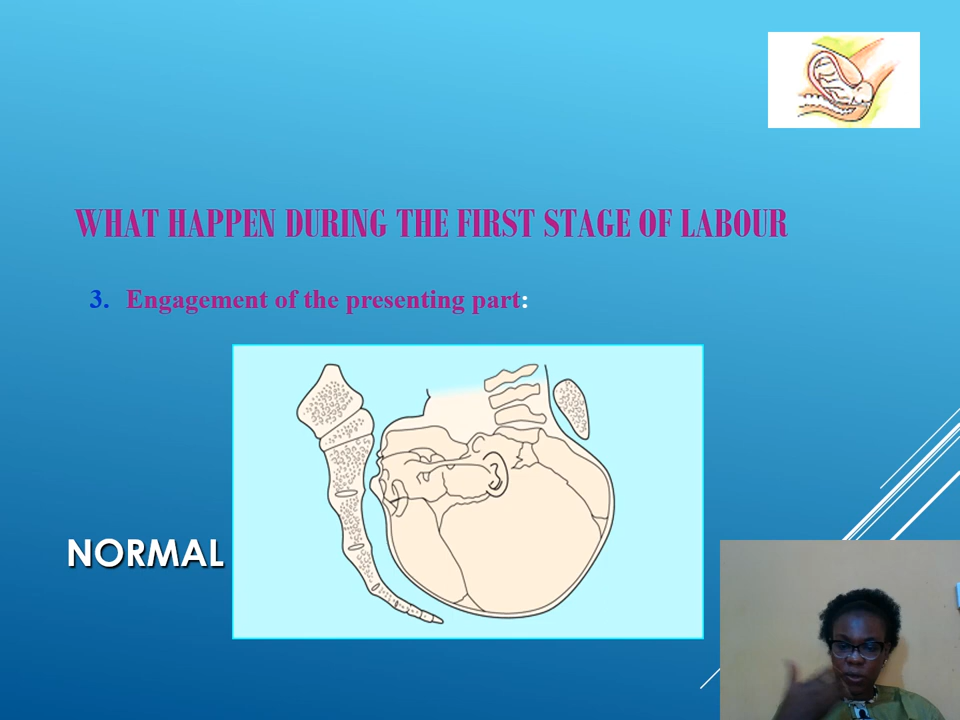 WHAT HAPPEN DURING THE FIRST STAGE OF LABOUR
3. Engagement of the presenting part:
NORMAL